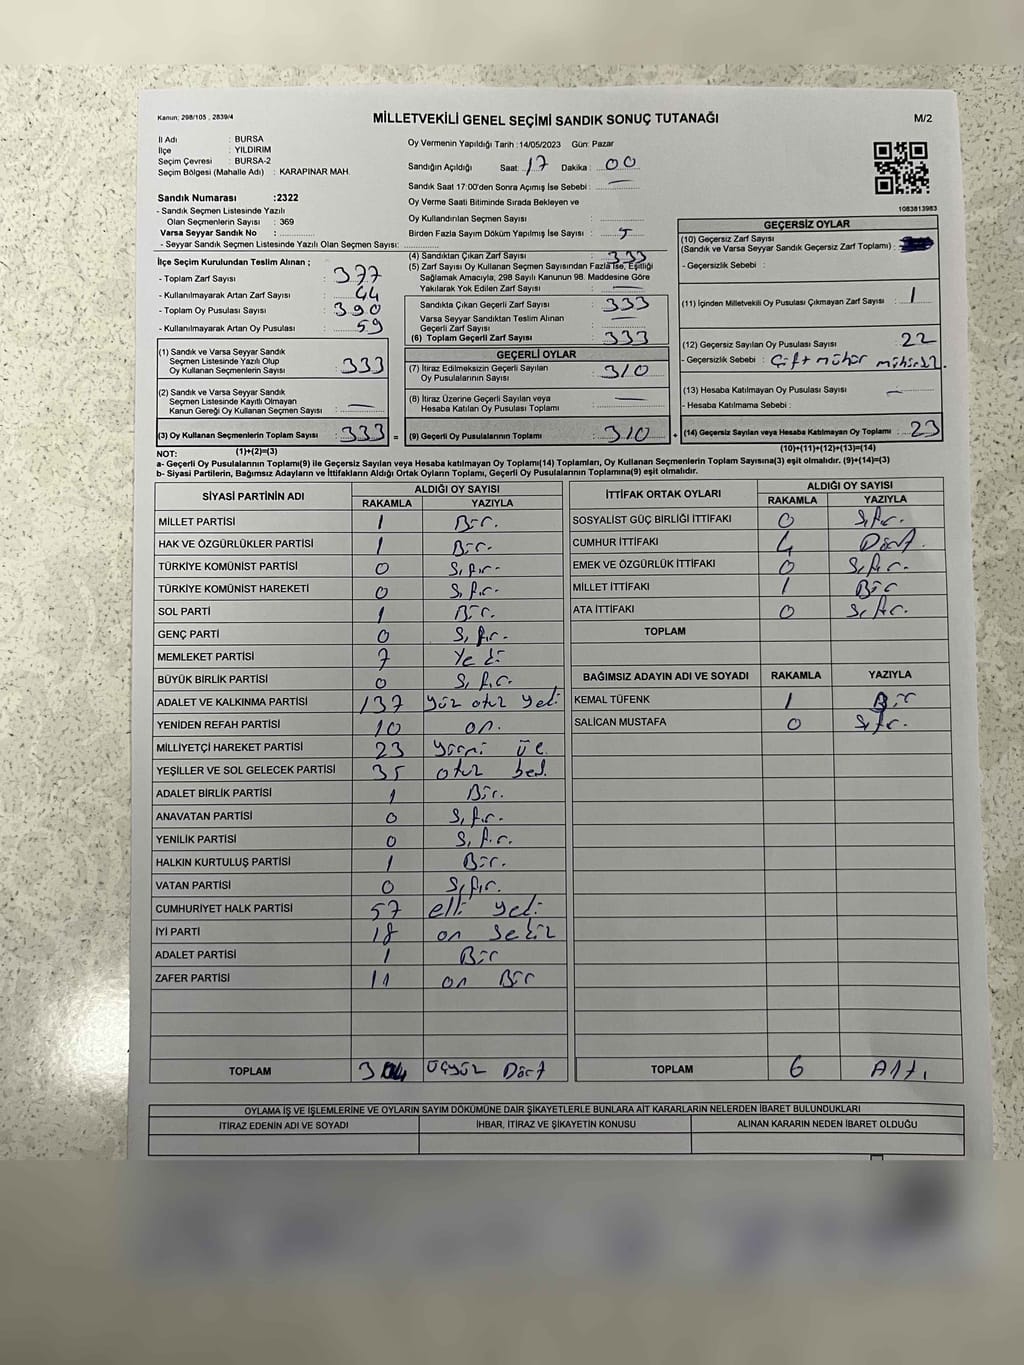 Kanun; 298/105 , 2839/4
MİLLETVEKİLİ GENEL SEÇİMİ SANDIK SONUÇ TUTANAĞI
M/2
İl Adı : BURSA
İlçe : YILDIRIM
Seçim Çevresi : BURSA-2
Seçim Bölgesi (Mahalle Adı) : KARAPINAR MAH.
Sandık Numarası :2322
- Sandık Seçmen Listesinde Yazılı
Olan Seçmenlerin Sayısı : 369
Varsa Seyyar Sandık No :
- Seyyar Sandık Seçmen Listesinde Yazılı Olan Seçmen Sayısı:
Oy Vermenin Yapıldığı Tarih :14/05/2023 Gün: Pazar
Sandığın Açıldığı Saat: 17 Dakika : 00
Sandık Saat 17:00'den Sonra Açımış İse Sebebi : —
Oy Verme Saati Bitiminde Sırada Bekleyen ve
Oy Kullandırılan Seçmen Sayısı :
Birden Fazla Sayım Döküm Yapılmış İse Sayısı :
1083813983
İlçe Seçim Kurulundan Teslim Alınan ;
- Toplam Zarf Sayısı : 377
- Kullanılmayarak Artan Zarf Sayısı : 44
- Toplam Oy Pusulası Sayısı : 390
- Kullanılmayarak Artan Oy Pusulası : 59
(1) Sandık ve Varsa Seyyar Sandık
Seçmen Listesinde Yazılı Olup
Oy Kullanan Seçmenlerin Sayısı : 333
(2) Sandık ve Varsa Seyyar Sandık
Seçmen Listesinde Kayıtlı Olmayan
Kanun Gereği Oy Kullanan Seçmen Sayısı : —
(3) Oy Kullanan Seçmenlerin Toplam Sayısı : 333 =
(4) Sandıktan Çıkan Zarf Sayısı : 333
(5) Zarf Sayısı Oy Kullanan Seçmen Sayısından Fazla İse, Eşitliği
Sağlamak Amacıyla, 298 Sayılı Kanunun 98. Maddesine Göre
Yakılarak Yok Edilen Zarf Sayısı : —
Sandıkta Çıkan Geçerli Zarf Sayısı : 333
Varsa Seyyar Sandıktan Teslim Alınan
Geçerli Zarf Sayısı : —
(6) Toplam Geçerli Zarf Sayısı : 333
GEÇERLİ OYLAR
(7) İtiraz Edilmeksizin Geçerli Sayılan
Oy Pusulalarının Sayısı : 310
(8) İtiraz Üzerine Geçerli Sayılan veya
Hesaba Katılan Oy Pusulası Toplamı : —
(9) Geçerli Oy Pusulalarının Toplamı : 310 +
GEÇERSİZ OYLAR
(10) Geçersiz Zarf Sayısı
(Sandık ve Varsa Seyyar Sandık Geçersiz Zarf Toplamı) :
- Geçersizlik Sebebi :
(11) İçinden Milletvekili Oy Pusulası Çıkmayan Zarf Sayısı : 1
(12) Geçersiz Sayılan Oy Pusulası Sayısı : 22
- Geçersizlik Sebebi : Çift mühür
(13) Hesaba Katılmayan Oy Pusulası Sayısı : —
- Hesaba Katılmama Sebebi :
(14) Geçersiz Sayılan veya Hesaba Katılmayan Oy Toplamı : 23
NOT: (1)+(2)=(3) (10)+(11)+(12)+(13)=(14)
a- Geçerli Oy Pusulalarının Toplamı(9) ile Geçersiz Sayılan veya Hesaba katılmayan Oy Toplamı(14) Toplamları, Oy Kullanan Seçmenlerin Toplam Sayısına(3) eşit olmalıdır. (9)+(14)=(3)
b- Siyasi Partilerin, Bağımsız Adayların ve İttifakların Aldığı Ortak Oyların Toplamı, Geçerli Oy Pusulalarının Toplamına(9) eşit olmalıdır.
SİYASİ PARTİNİN ADI ALDIĞI OY SAYISI
RAKAMLA YAZIYLA
MİLLET PARTİSİ 1 Bir.
HAK VE ÖZGÜRLÜKLER PARTİSİ 1 Bir.
TÜRKİYE KOMÜNİST PARTİSİ 0 Sıfır.
TÜRKİYE KOMÜNİST HAREKETİ 0 Sıfır.
SOL PARTİ 1 Bir.
GENÇ PARTİ 0 Sıfır.
MEMLEKET PARTİSİ 7 Yedi
BÜYÜK BİRLİK PARTİSİ 0 Sıfır.
ADALET VE KALKINMA PARTİSİ 137 yüz otuz yedi
YENİDEN REFAH PARTİSİ 10 on.
MİLLİYETÇİ HAREKET PARTİSİ 23 yirmi üç
YEŞİLLER VE SOL GELECEK PARTİSİ 35 otuz beş.
ADALET BİRLİK PARTİSİ 1 Bir.
ANAVATAN PARTİSİ 0 Sıfır.
YENİLİK PARTİSİ 0 Sıfır.
HALKIN KURTULUŞ PARTİSİ 1 Bir.
VATAN PARTİSİ 0 Sıfır.
CUMHURİYET HALK PARTİSİ 57 elli yedi
İYİ PARTİ 18 on sekiz
ADALET PARTİSİ 1 Bir
ZAFER PARTİSİ 11 on Bir
TOPLAM 304 Üçyüz Dört
İTTİFAK ORTAK OYLARI ALDIĞI OY SAYISI
RAKAMLA YAZIYLA
SOSYALİST GÜÇ BİRLİĞİ İTTİFAKI 0 Sıfır.
CUMHUR İTTİFAKI 4 Dört.
EMEK VE ÖZGÜRLÜK İTTİFAKI 0 Sıfır.
MİLLET İTTİFAKI 1 Bir
ATA İTTİFAKI 0 Sıfır.
TOPLAM
BAĞIMSIZ ADAYIN ADI VE SOYADI RAKAMLA YAZIYLA
KEMAL TÜFENK 1 Bir
SALİCAN MUSTAFA 0 Sıfır.
TOPLAM 6 Altı
OYLAMA İŞ VE İŞLEMLERİNE VE OYLARIN SAYIM DÖKÜMÜNE DAİR ŞİKAYETLERLE BUNLARA AİT KARARLARIN NELERDEN İBARET BULUNDUKLARI
İTİRAZ EDENİN ADI VE SOYADI İHBAR, İTİRAZ VE ŞİKAYETİN KONUSU ALINAN KARARIN NEDEN İBARET OLDUĞU